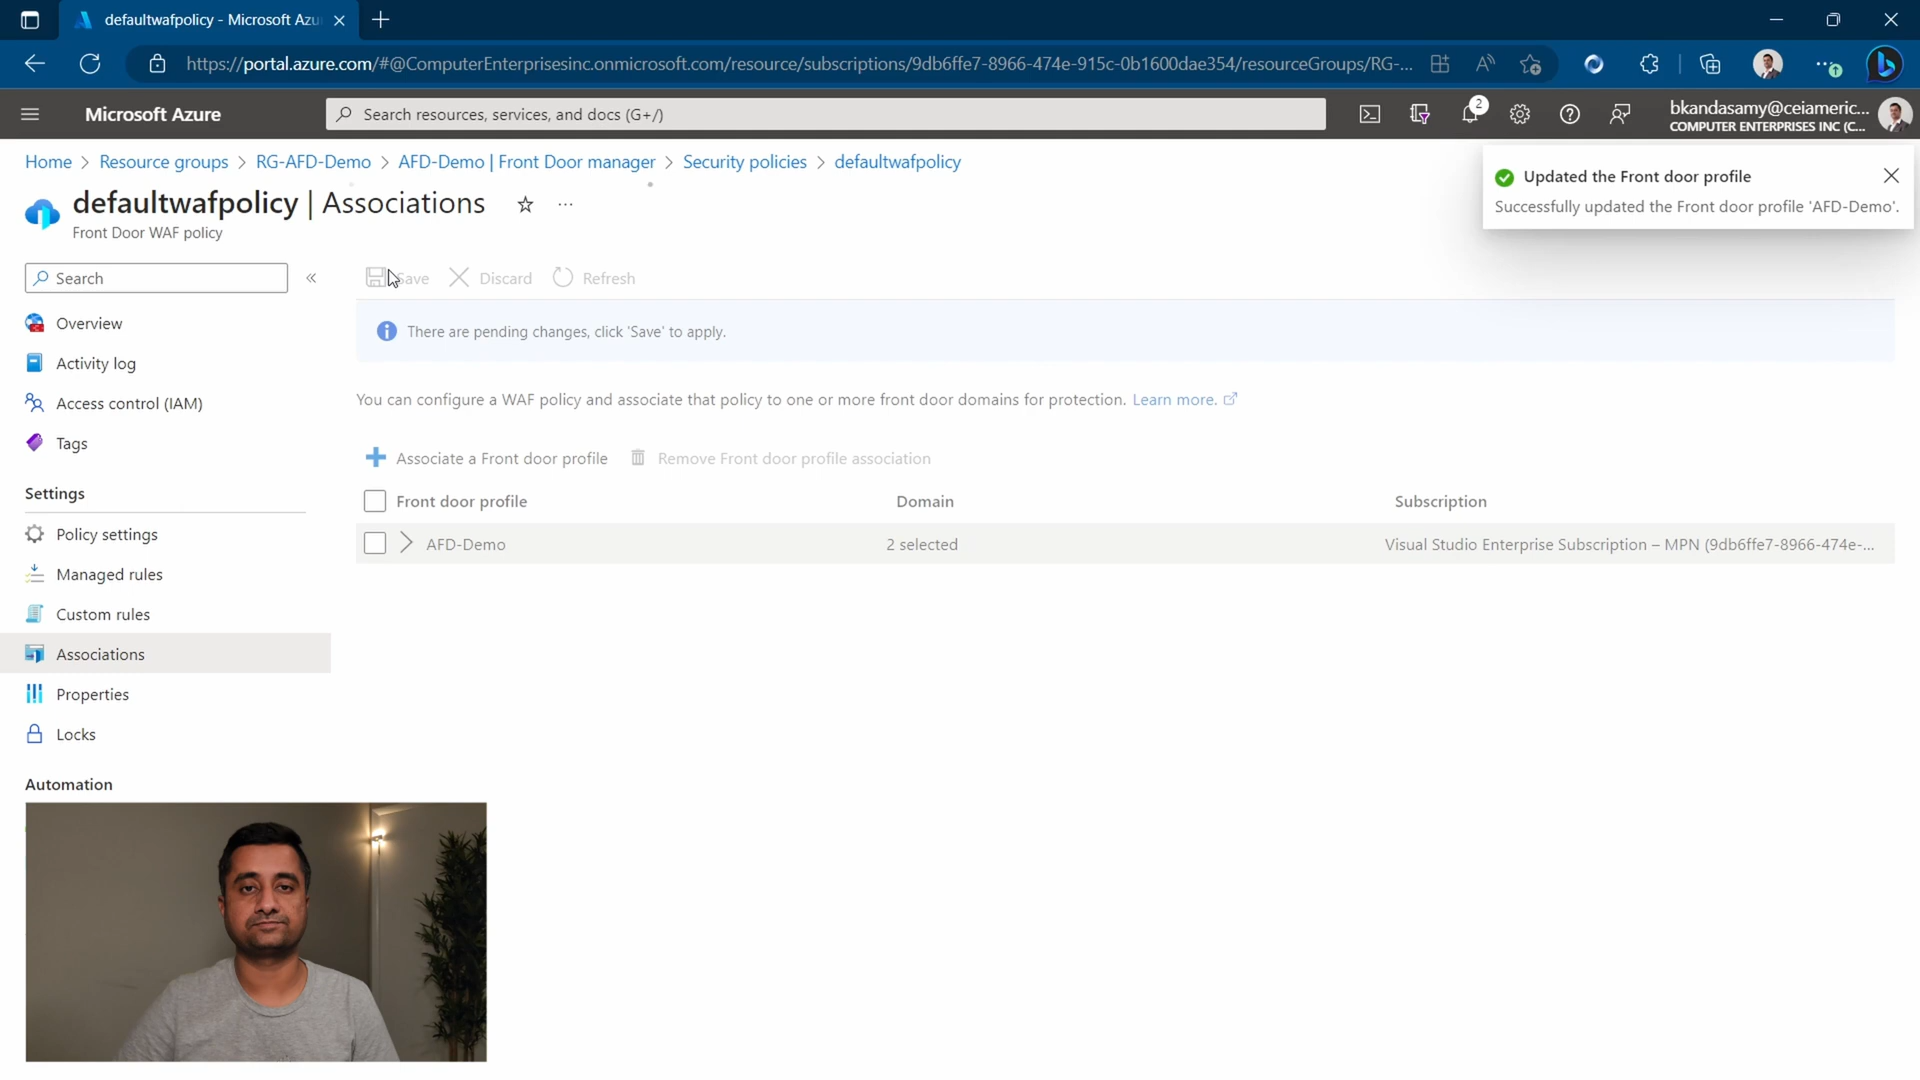 defaultwafpolicy - Microsoft Azu
https://portal.azure.com/#@ComputerEnterprisesinc.onmicrosoft.com/resource/subscriptions/9db6ffe7-8966-474e-915c-0b1600dae354/resourceGroups/RG-...
Microsoft Azure
Search resources, services, and docs (G+/)
2
bkandasamy@ceiameric...
COMPUTER ENTERPRISES INC (C...
Home > Resource groups > RG-AFD-Demo > AFD-Demo | Front Door manager > Security policies > defaultwafpolicy
Updated the Front door profile
Successfully updated the Front door profile 'AFD-Demo'.
defaultwafpolicy | Associations
Front Door WAF policy
Search
Save Discard Refresh
There are pending changes, click 'Save' to apply.
You can configure a WAF policy and associate that policy to one or more front door domains for protection. Learn more.
Associate a Front door profile Remove Front door profile association
Front door profile Domain Subscription
AFD-Demo 2 selected Visual Studio Enterprise Subscription – MPN (9db6ffe7-8966-474e-...
Overview
Activity log
Access control (IAM)
Tags
Settings
Policy settings
Managed rules
Custom rules
Associations
Properties
Locks
Automation